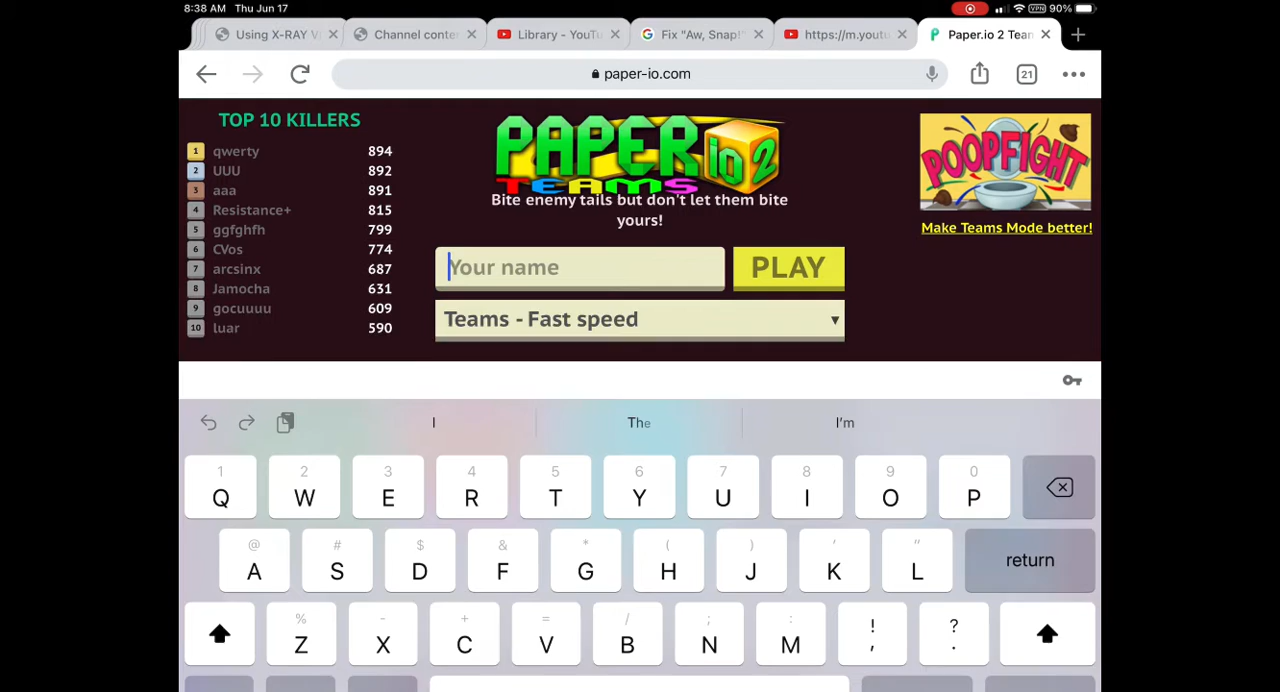 8:38 AM Thu Jun 17
VPN 90%
Using X-RAY V
Channel conte
Library - YouTu
Fix "Aw, Snap!"
https://m.youtu
Paper.io 2 Team
paper-io.com
21
TOP 10 KILLERS
1 qwerty 894
2 UUU 892
3 aaa 891
4 Resistance+ 815
5 ggfghfh 799
6 CVos 774
7 arcsinx 687
8 Jamocha 631
9 gocuuuu 609
10 luar 590
PAPER io 2
TEAMS
Bite enemy tails but don't let them bite
yours!
Your name
PLAY
Teams - Fast speed
POOPFIGHT
Make Teams Mode better!
I The I'm
1 2 3 4 5 6 7 8 9 0
Q W E R T Y U I O P
@ # $ & * ( ) ' "
A S D F G H J K L return
% - + = / ; : ! ?
Z X C V B N M , .